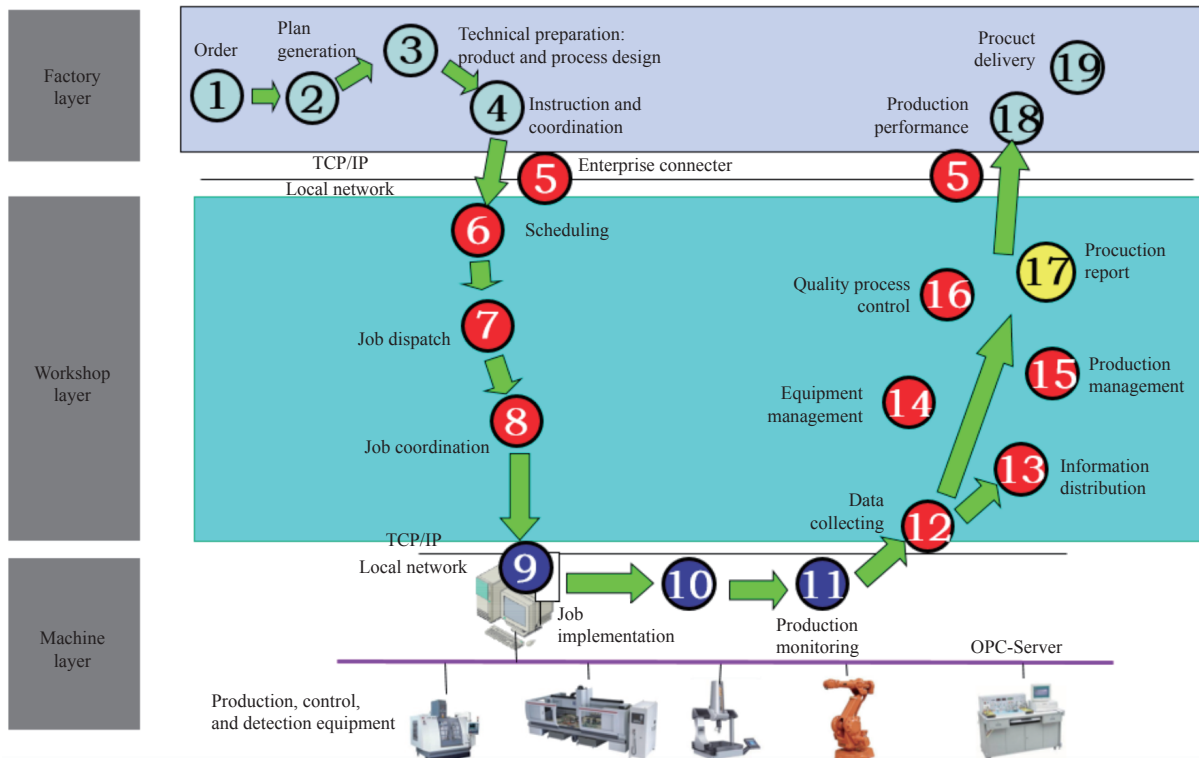 Factory
layer
Order
1
Plan
generation
2
3
Technical preparation:
product and process design
4
Instruction and
coordination
Procuct
delivery
19
Production
performance
18
TCP/IP
Local network
5
Enterprise connecter
5
Workshop
layer
6
Scheduling
7
Job dispatch
8
Job coordination
Quality process
control
16
17
Procuction
report
Equipment
management
14
15
Production
management
13
Information
distribution
Data
collecting
12
TCP/IP
Local network
Machine
layer
9
Job
implementation
10
11
Production
monitoring
OPC-Server
Production, control,
and detection equipment